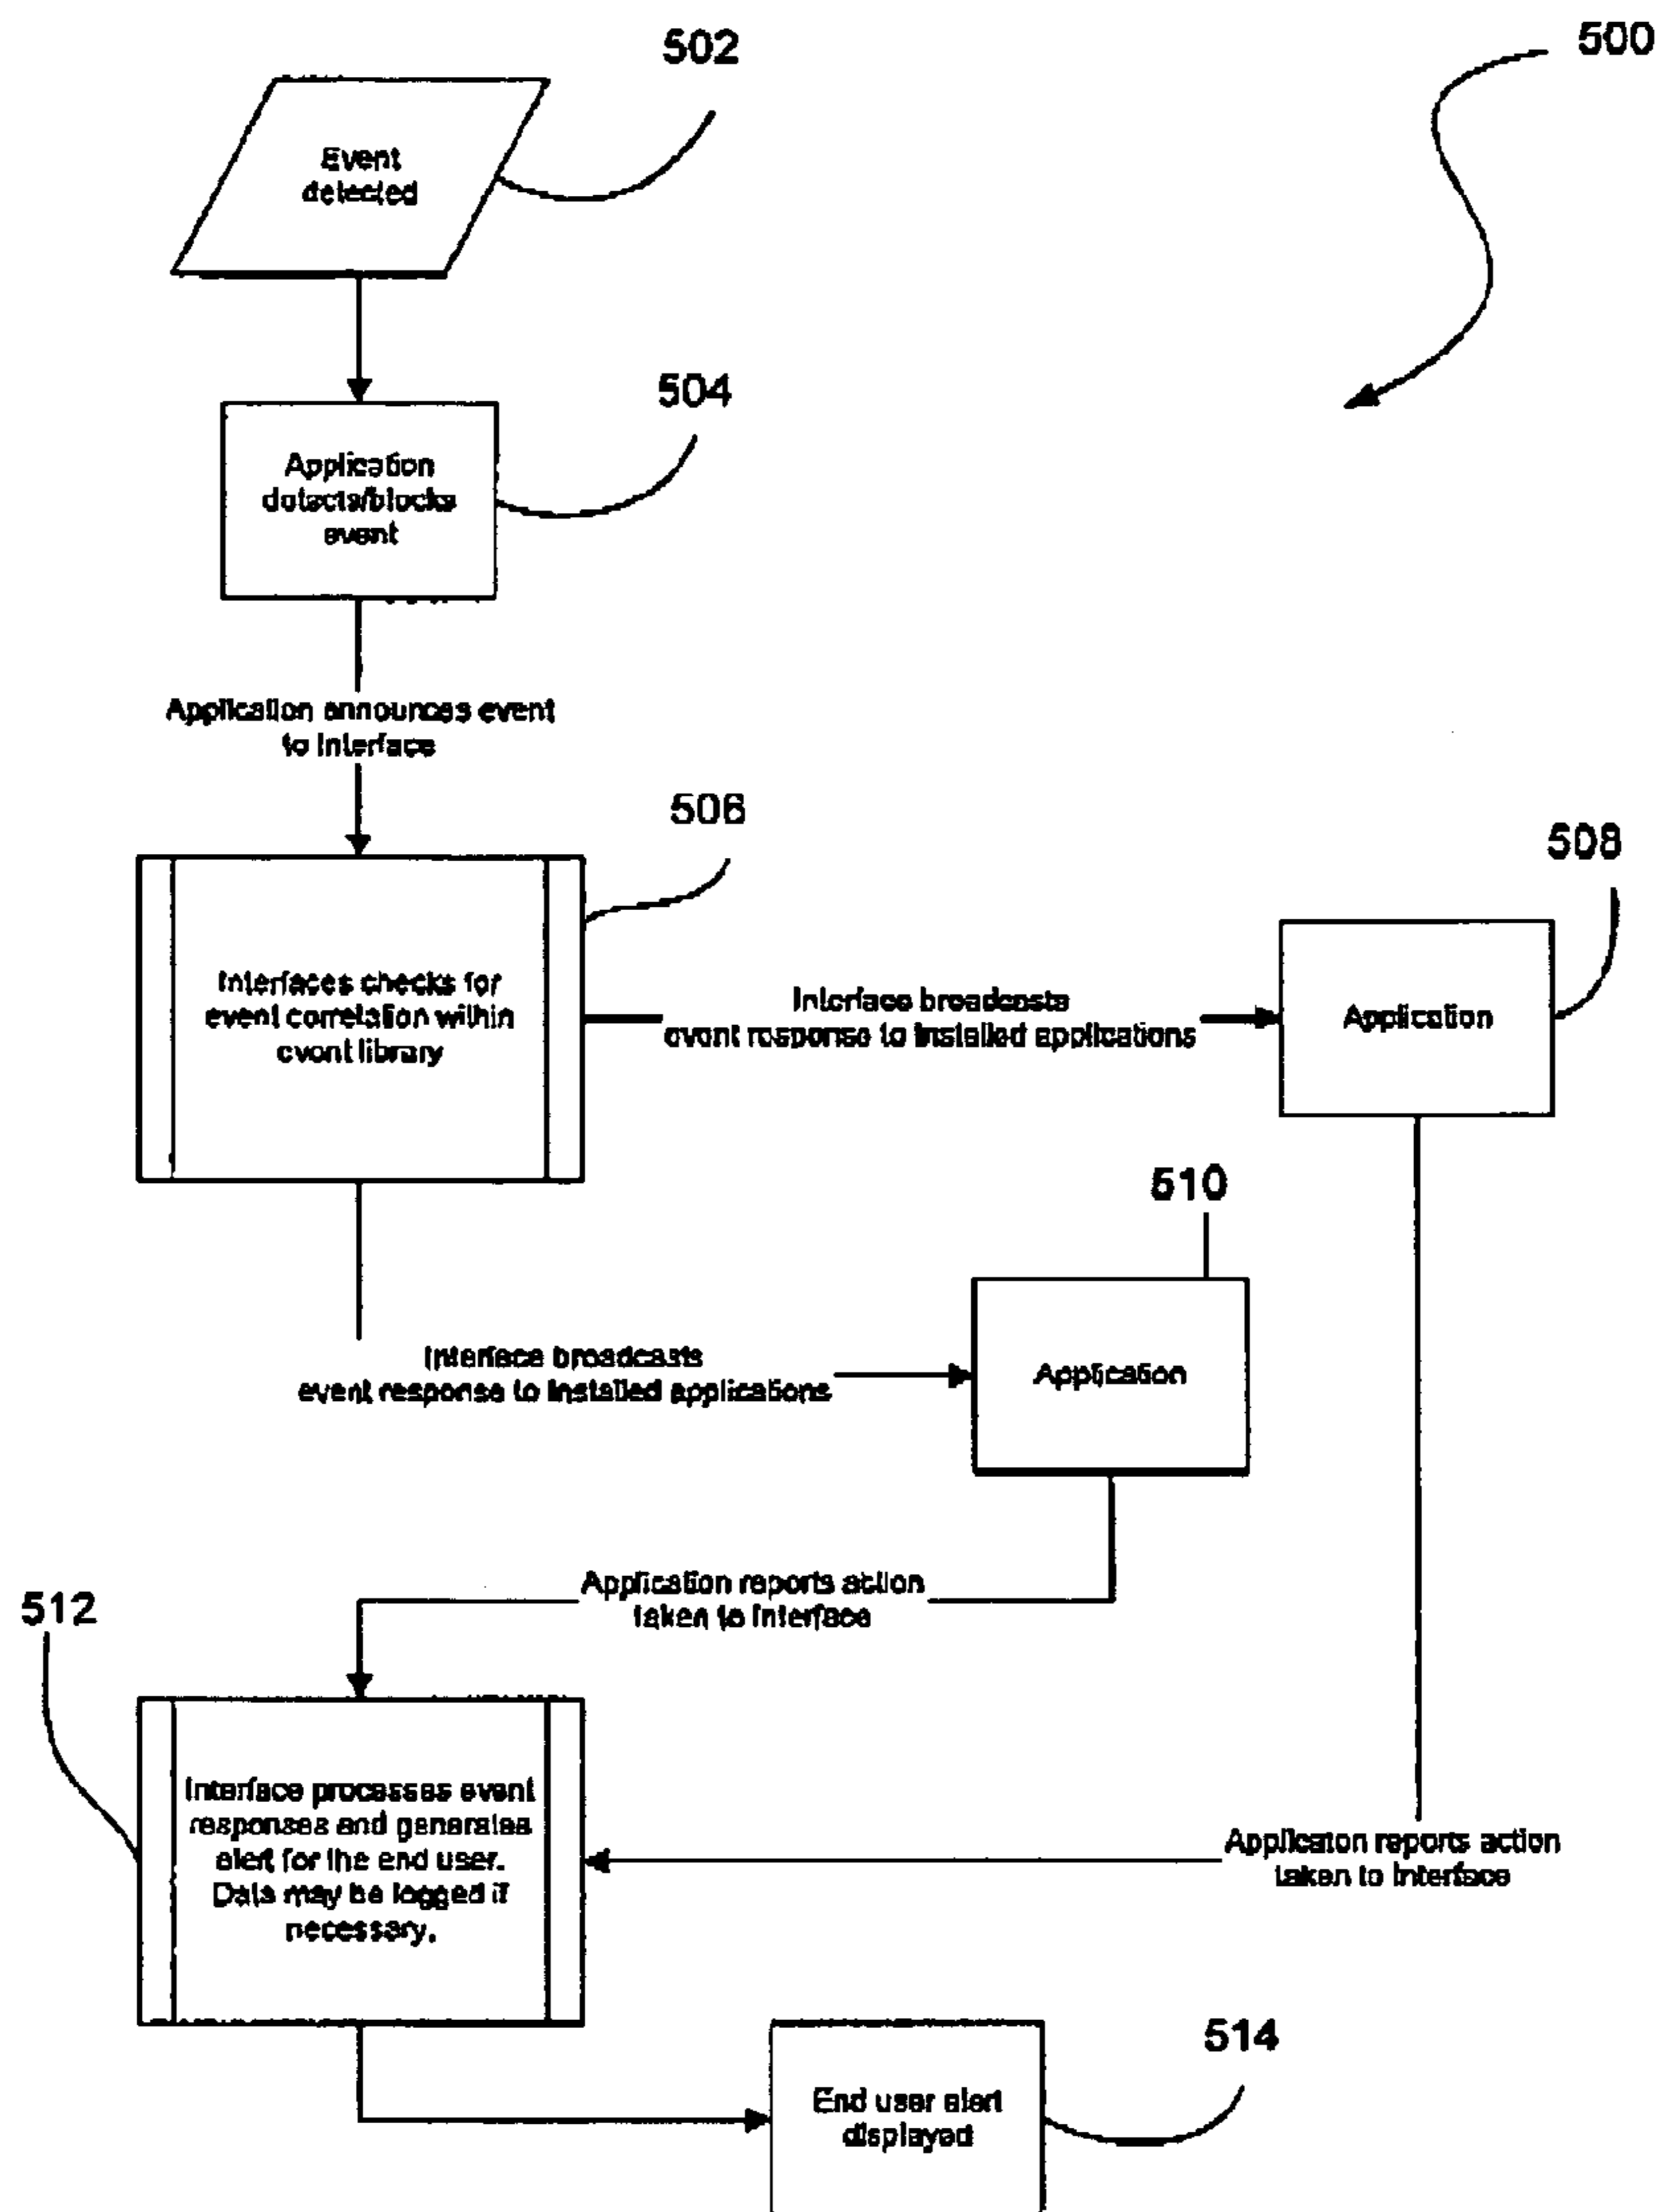 502
500
Event
detected
504
Application
detects/blocks
event
Application announces event
to Interface
506
508
Interfaces checks for
event correlation within
event library
Interface broadcasts
event response to installed applications
Application
510
Interface broadcasts
event response to installed applications
Application
Application reports action
taken to Interface
512
Interface processes event
responses and generates
alert for the end user.
Data may be logged if
necessary.
Applicaton reports action
taken to Interface
514
End user alert
displayed